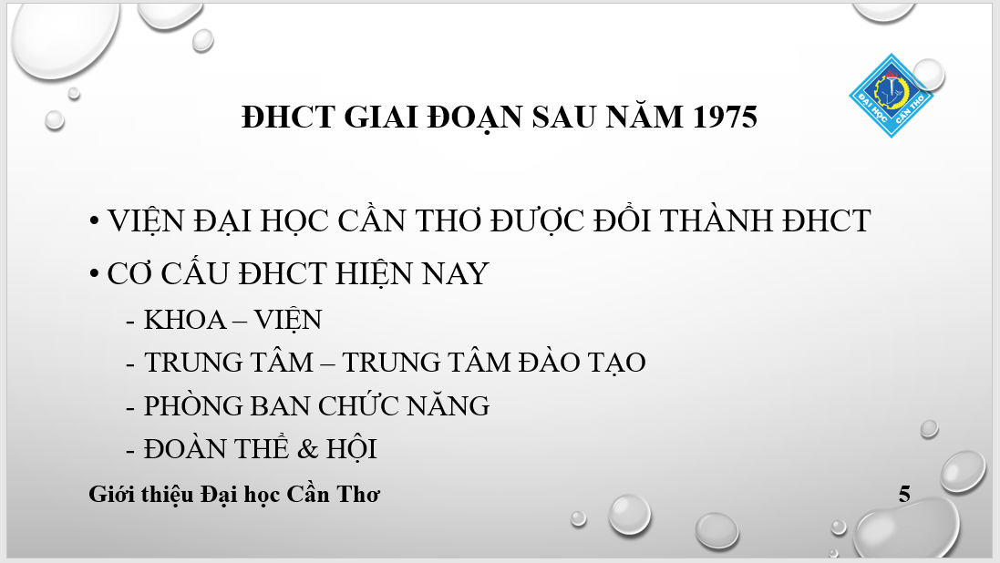 ĐHCT GIAI ĐOẠN SAU NĂM 1975
ĐẠI HỌC CẦN THƠ
• VIỆN ĐẠI HỌC CẦN THƠ ĐƯỢC ĐỔI THÀNH ĐHCT
• CƠ CẤU ĐHCT HIỆN NAY
- KHOA – VIỆN
- TRUNG TÂM – TRUNG TÂM ĐÀO TẠO
- PHÒNG BAN CHỨC NĂNG
- ĐOÀN THỂ & HỘI
Giới thiệu Đại học Cần Thơ 5